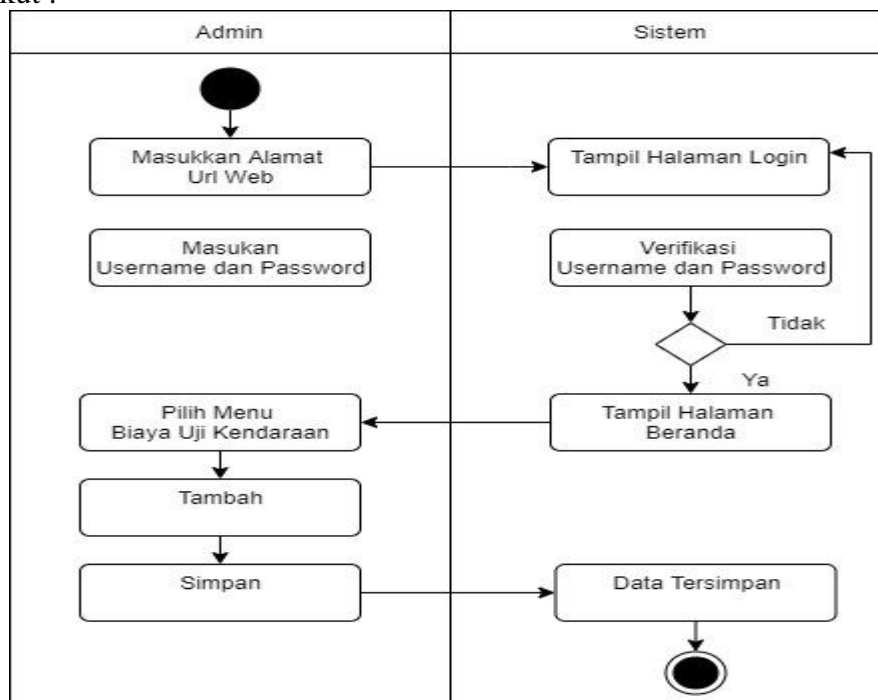 Admin
Sistem
Masukkan Alamat
Url Web
Tampil Halaman Login
Masukan
Username dan Password
Verifikasi
Username dan Password
Tidak
Ya
Pilih Menu
Biaya Uji Kendaraan
Tampil Halaman
Beranda
Tambah
Simpan
Data Tersimpan